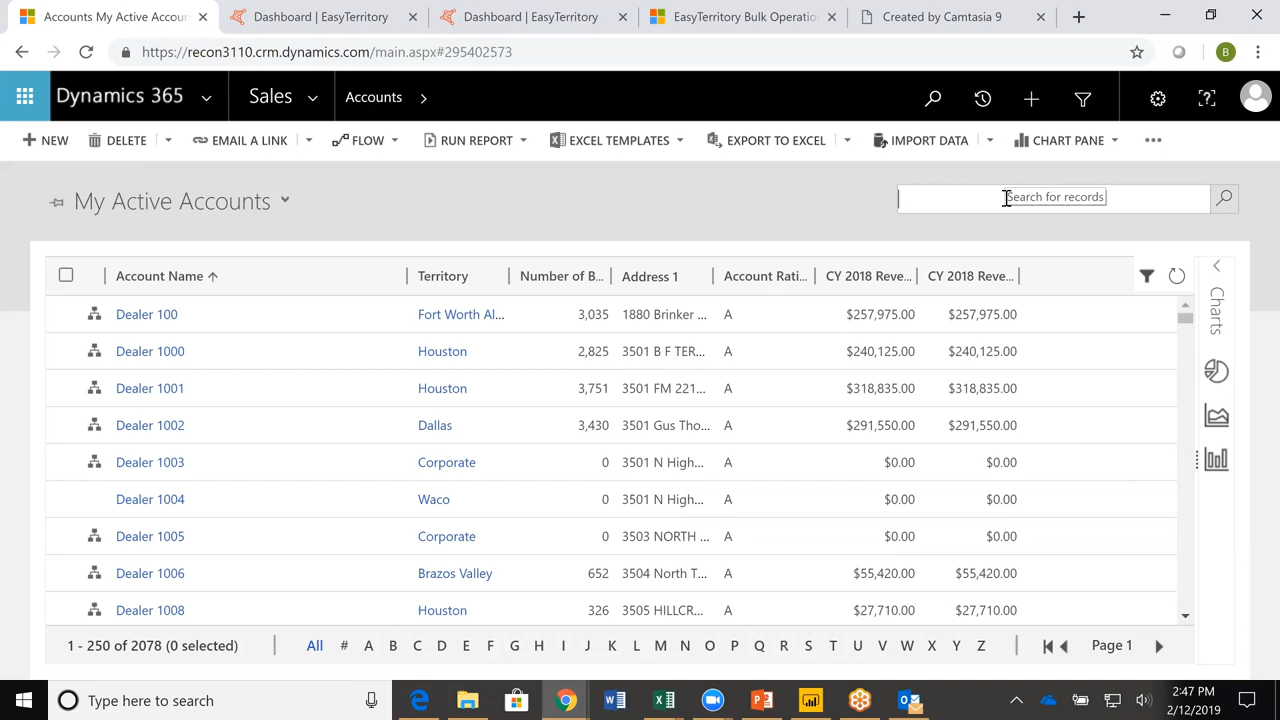 Accounts My Active Accoun
Dashboard | EasyTerritory
Dashboard | EasyTerritory
EasyTerritory Bulk Operatio
Created by Camtasia 9
https://recon3110.crm.dynamics.com/main.aspx#295402573
B
Dynamics 365
Sales
Accounts
NEW
DELETE
EMAIL A LINK
FLOW
RUN REPORT
EXCEL TEMPLATES
EXPORT TO EXCEL
IMPORT DATA
CHART PANE
My Active Accounts
Search for records
Account Name Territory Number of B... Address 1 Account Rati... CY 2018 Reve... CY 2018 Reve...
Dealer 100 Fort Worth Al... 3,035 1880 Brinker ... A $257,975.00 $257,975.00
Dealer 1000 Houston 2,825 3501 B F TER... A $240,125.00 $240,125.00
Dealer 1001 Houston 3,751 3501 FM 221... A $318,835.00 $318,835.00
Dealer 1002 Dallas 3,430 3501 Gus Tho... A $291,550.00 $291,550.00
Dealer 1003 Corporate 0 3501 N High... A $0.00 $0.00
Dealer 1004 Waco 0 3501 N High... A $0.00 $0.00
Dealer 1005 Corporate 0 3503 NORTH ... A $0.00 $0.00
Dealer 1006 Brazos Valley 652 3504 North T... A $55,420.00 $55,420.00
Dealer 1008 Houston 326 3505 HILLCR... A $27,710.00 $27,710.00
Charts
1 - 250 of 2078 (0 selected)
All # A B C D E F G H I J K L M N O P Q R S T U V W X Y Z
Page 1
Type here to search
2:47 PM
2/12/2019